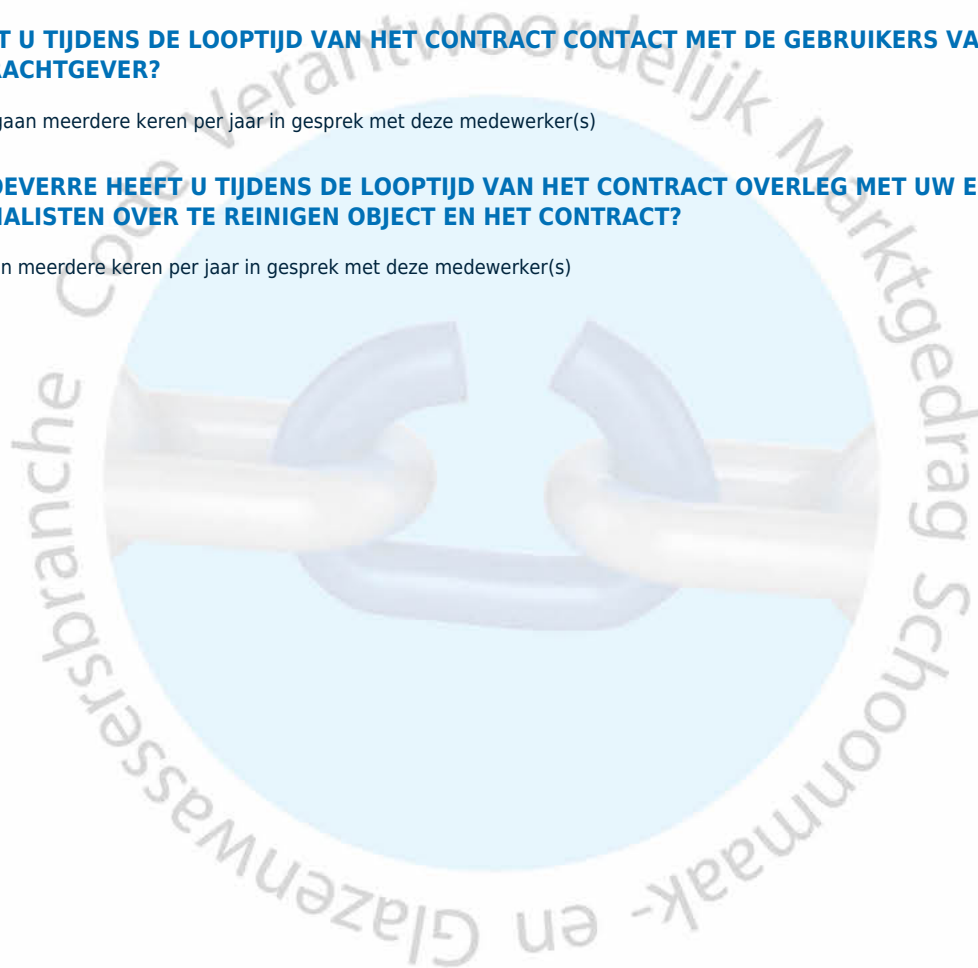 T U TIJDENS DE LOOPTIJD VAN HET CONTRACT CONTACT MET DE GEBRUIKERS VA
RACHTGEVER?
gaan meerdere keren per jaar in gesprek met deze medewerker(s)
DEVERRE HEEFT U TIJDENS DE LOOPTIJD VAN HET CONTRACT OVERLEG MET UW E
IALISTEN OVER TE REINIGEN OBJECT EN HET CONTRACT?
n meerdere keren per jaar in gesprek met deze medewerker(s)
Code Verantwoordelijk Marktgedrag Schoonmaak- en Glazenwassersbranche